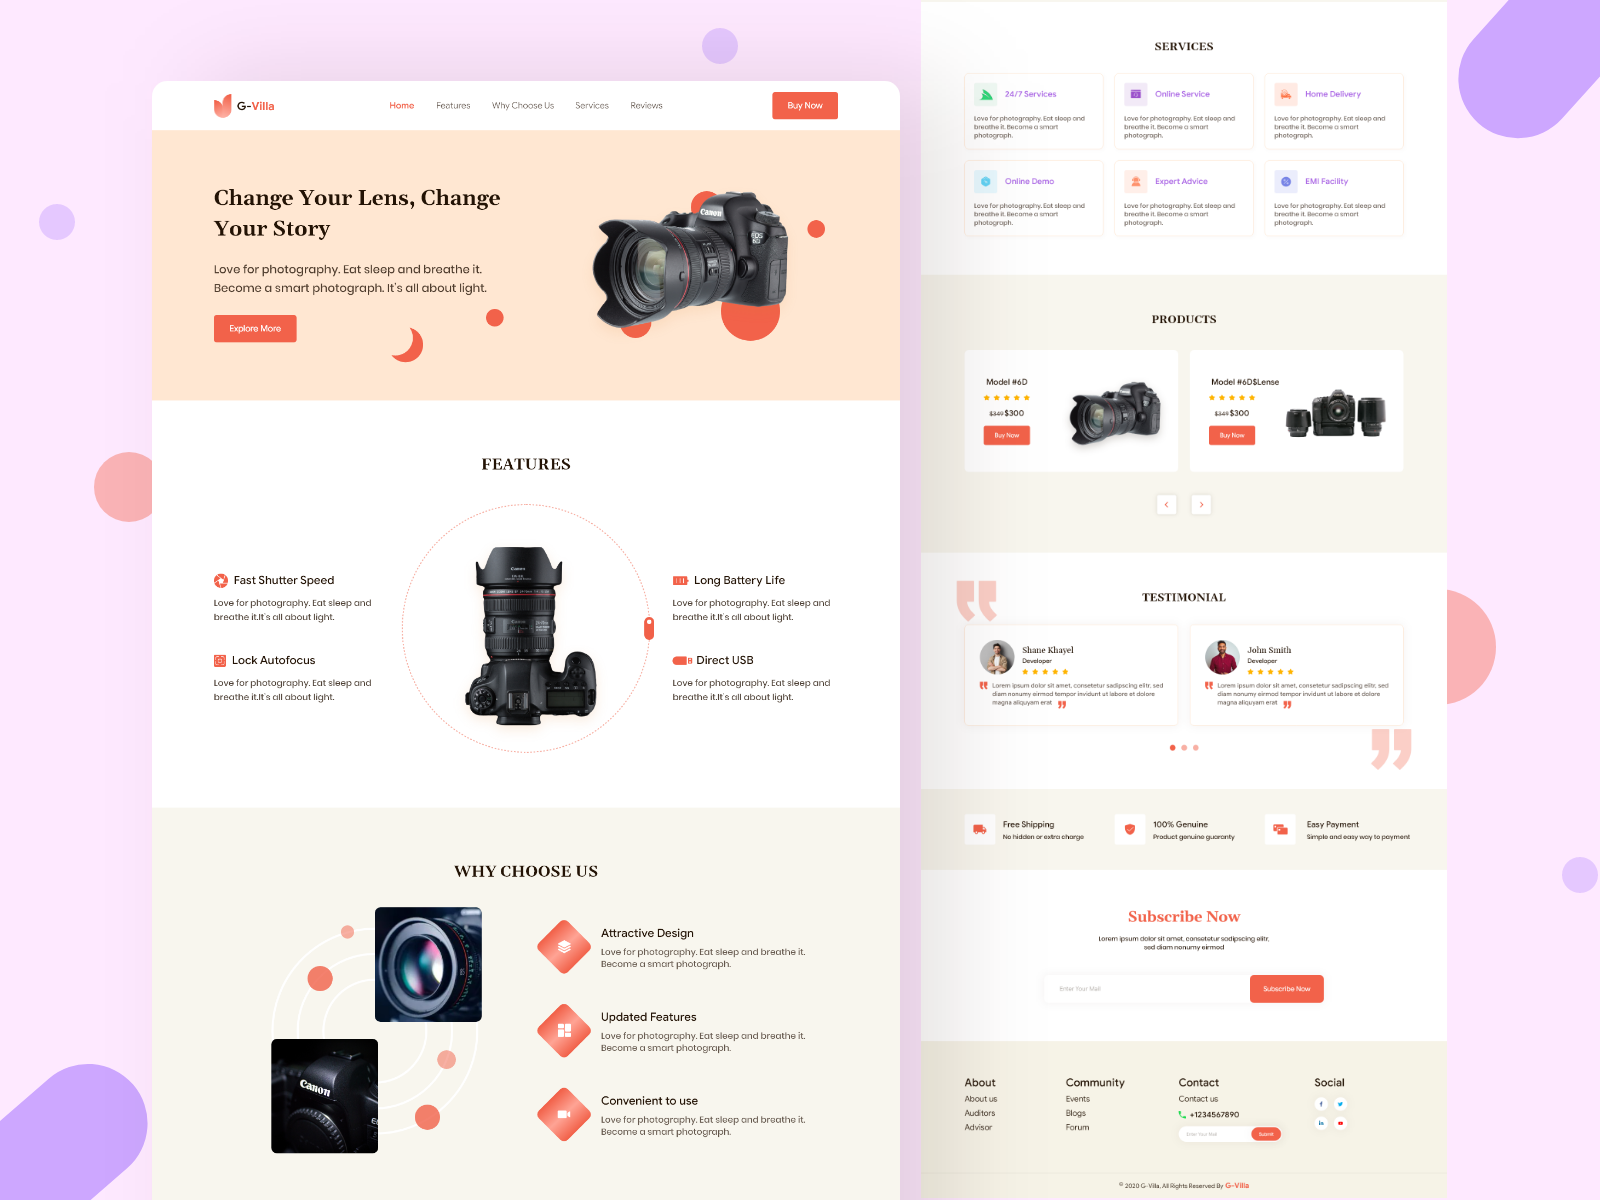 G-Villa
Home
Features
Why Choose Us
Services
Reviews
Buy Now
Change Your Lens, Change
Your Story
Love for photography. Eat sleep and breathe it.
Become a smart photograph. It's all about light.
Explore More
Canon
EOS
6D
FEATURES
Fast Shutter Speed
Love for photography. Eat sleep and
breathe it.It's all about light.
Lock Autofocus
Love for photography. Eat sleep and
breathe it.It's all about light.
Canon
Long Battery Life
Love for photography. Eat sleep and
breathe it.It's all about light.
Direct USB
Love for photography. Eat sleep and
breathe it.It's all about light.
WHY CHOOSE US
Canon
Attractive Design
Love for photography. Eat sleep and breathe it.
Become a smart photograph.
Updated Features
Love for photography. Eat sleep and breathe it.
Become a smart photograph.
Convenient to use
Love for photography. Eat sleep and breathe it.
Become a smart photograph.
SERVICES
24/7 Services
Love for photography. Eat sleep and
breathe it. Become a smart
photograph.
Online Service
Love for photography. Eat sleep and
breathe it. Become a smart
photograph.
Home Delivery
Love for photography. Eat sleep and
breathe it. Become a smart
photograph.
Online Demo
Love for photography. Eat sleep and
breathe it. Become a smart
photograph.
Expert Advice
Love for photography. Eat sleep and
breathe it. Become a smart
photograph.
EMI Facility
Love for photography. Eat sleep and
breathe it. Become a smart
photograph.
PRODUCTS
Model #6D
$349 $300
Buy Now
Model #6D$Lense
$349 $300
Buy Now
TESTIMONIAL
Shane Khayel
Developer
Lorem ipsum dolor sit amet, consetetur sadipscing elitr, sed
diam nonumy eirmod tempor invidunt ut labore et dolore
magna aliquyam erat
John Smith
Developer
Lorem ipsum dolor sit amet, consetetur sadipscing elitr, sed
diam nonumy eirmod tempor invidunt ut labore et dolore
magna aliquyam erat
Free Shipping
No hidden or extra charge
100% Genuine
Product genuine guaranty
Easy Payment
Simple and easy way to payment
Subscribe Now
Lorem ipsum dolor sit amet, consetetur sadipscing elitr,
sed diam nonumy eirmod
Enter Your Mail
Subscribe Now
About
About us
Auditors
Advisor
Community
Events
Blogs
Forum
Contact
Contact us
+1234567890
Enter Your Mail
Submit
Social
© 2020 G-Villa, All Rights Reserved By G-Villa